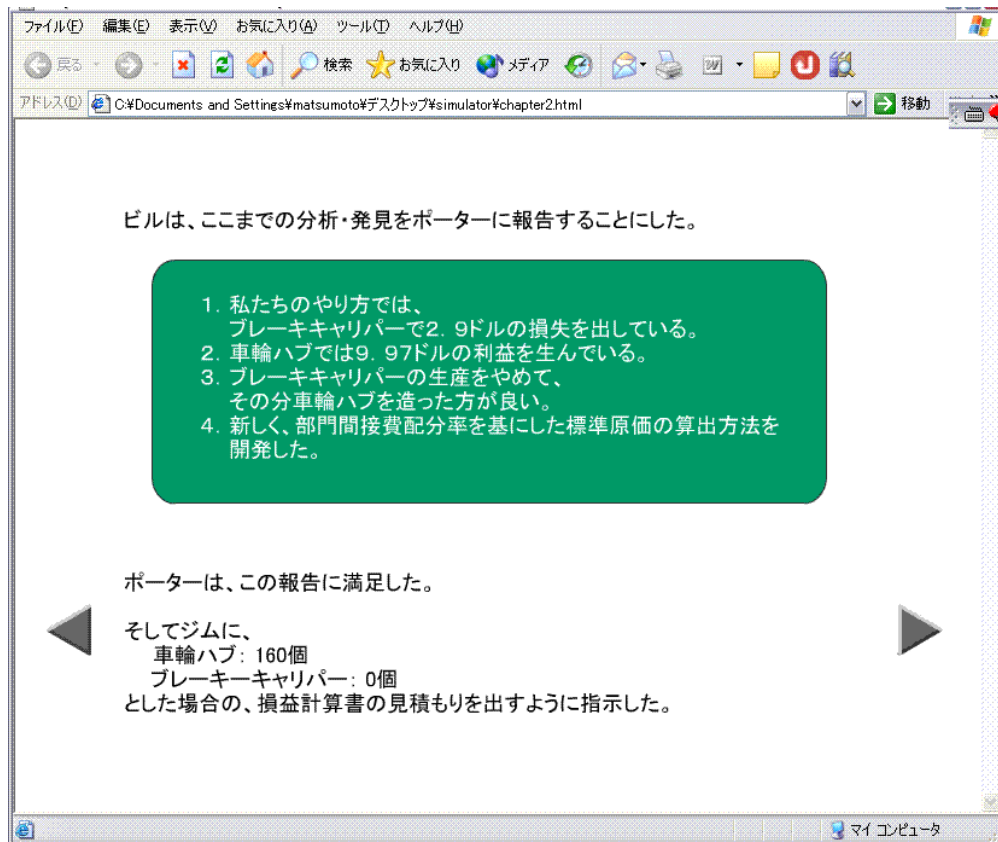 ファイル(F) 編集(E) 表示(V) お気に入り(A) ツール(T) ヘルプ(H)
戻る 検索 お気に入り メディア
アドレス(D) C:¥Documents and Settings¥matsumoto¥デスクトップ¥simulator¥chapter2.html 移動
ビルは、ここまでの分析・発見をポーターに報告することにした。
1. 私たちのやり方では、
ブレーキキャリパーで2.9ドルの損失を出している。
2. 車輪ハブでは9.97ドルの利益を生んでいる。
3. ブレーキキャリパーの生産をやめて、
その分車輪ハブを造った方が良い。
4. 新しく、部門間接費配分率を基にした標準原価の算出方法を
開発した。
ポーターは、この報告に満足した。
そしてジムに、
車輪ハブ: 160個
ブレーキーキャリパー: 0個
とした場合の、損益計算書の見積もりを出すように指示した。
マイ コンピュータ